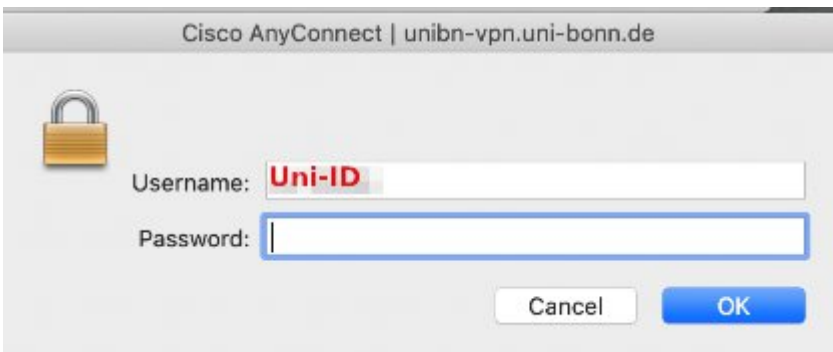 Cisco AnyConnect | unibn-vpn.uni-bonn.de
Username: Uni-ID
Password:
Cancel OK